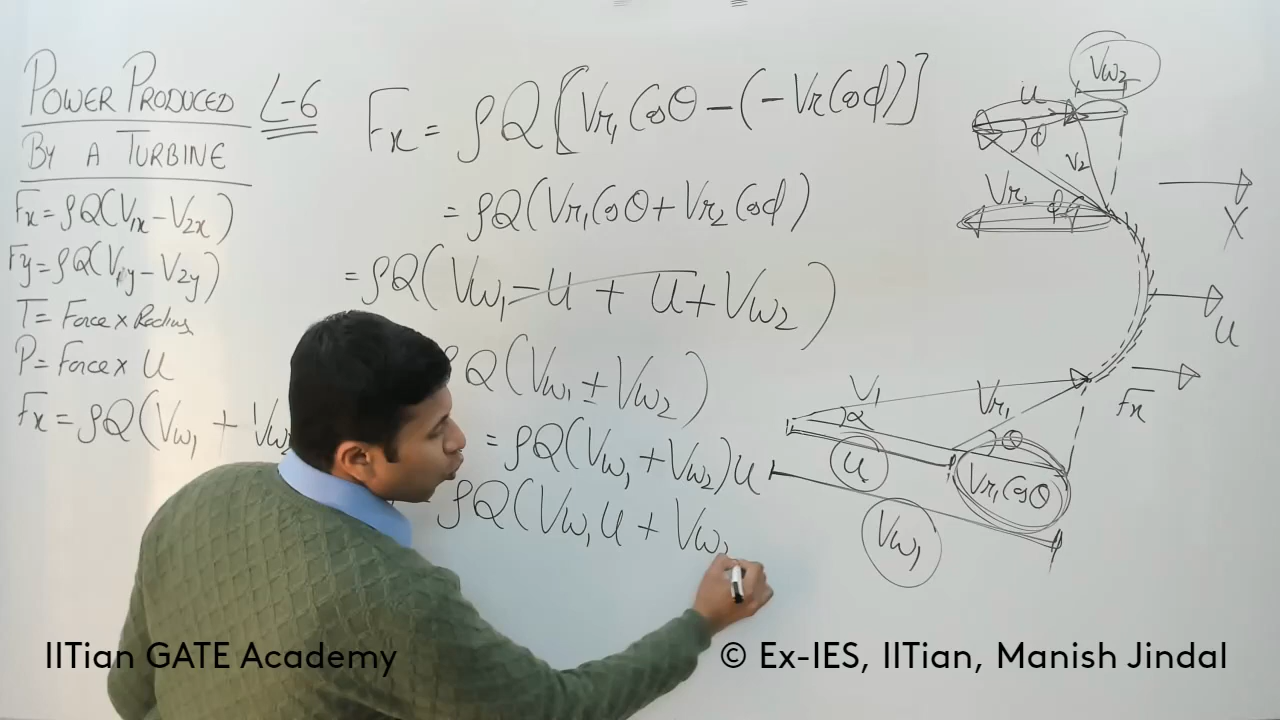 POWER PRODUCED L-6
BY A TURBINE
Fx = ρQ(V1x - V2x)
Fy = ρQ(V1y - V2y)
T = Force x Radius
P = Force x U
Fx = ρQ(Vw1 + Vw
Fx = ρQ[Vr1 Cosθ - (-Vr Cosϕ)]
= ρQ(Vr1 Cosθ + Vr2 Cosϕ)
= ρQ(Vw1 - U + U + Vw2)
ρQ(Vw1 ± Vw2)
= ρQ(Vw1 + Vw2)U
ρQ(Vw1 U + Vw2
Vw2
U
ϕ
V2
Vr2
ϕ
X
U
Fx
V1
α
Vr1
θ
U
Vr1 Cosθ
Vw1
IITian GATE Academy
© Ex-IES, IITian, Manish Jindal